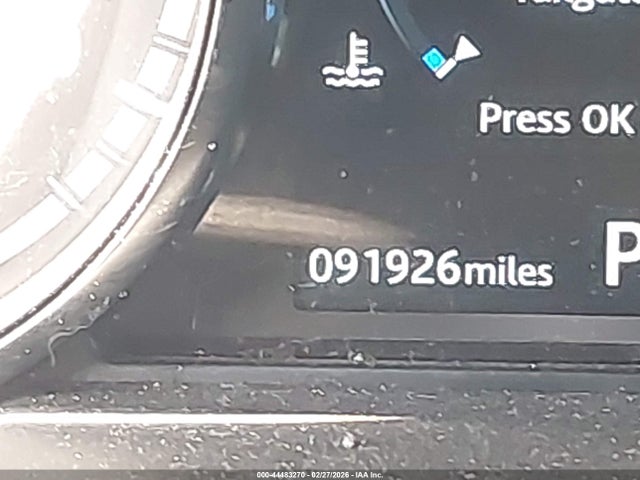 Press OK
091926miles
P
000-44483270 - 02/27/2026 - IAA Inc.